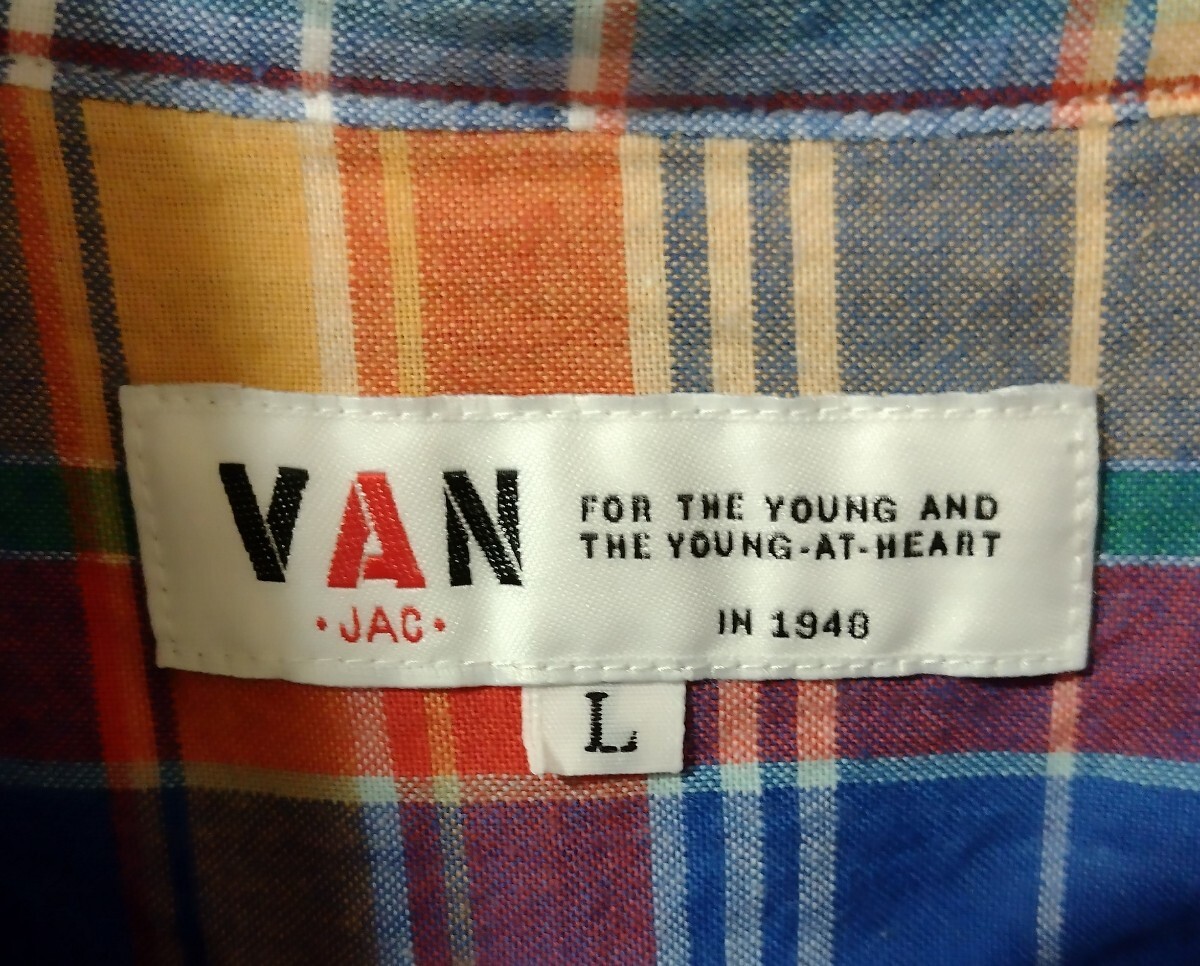 VAN
•JAC•
FOR THE YOUNG AND
THE YOUNG-AT-HEART
IN 1948
L